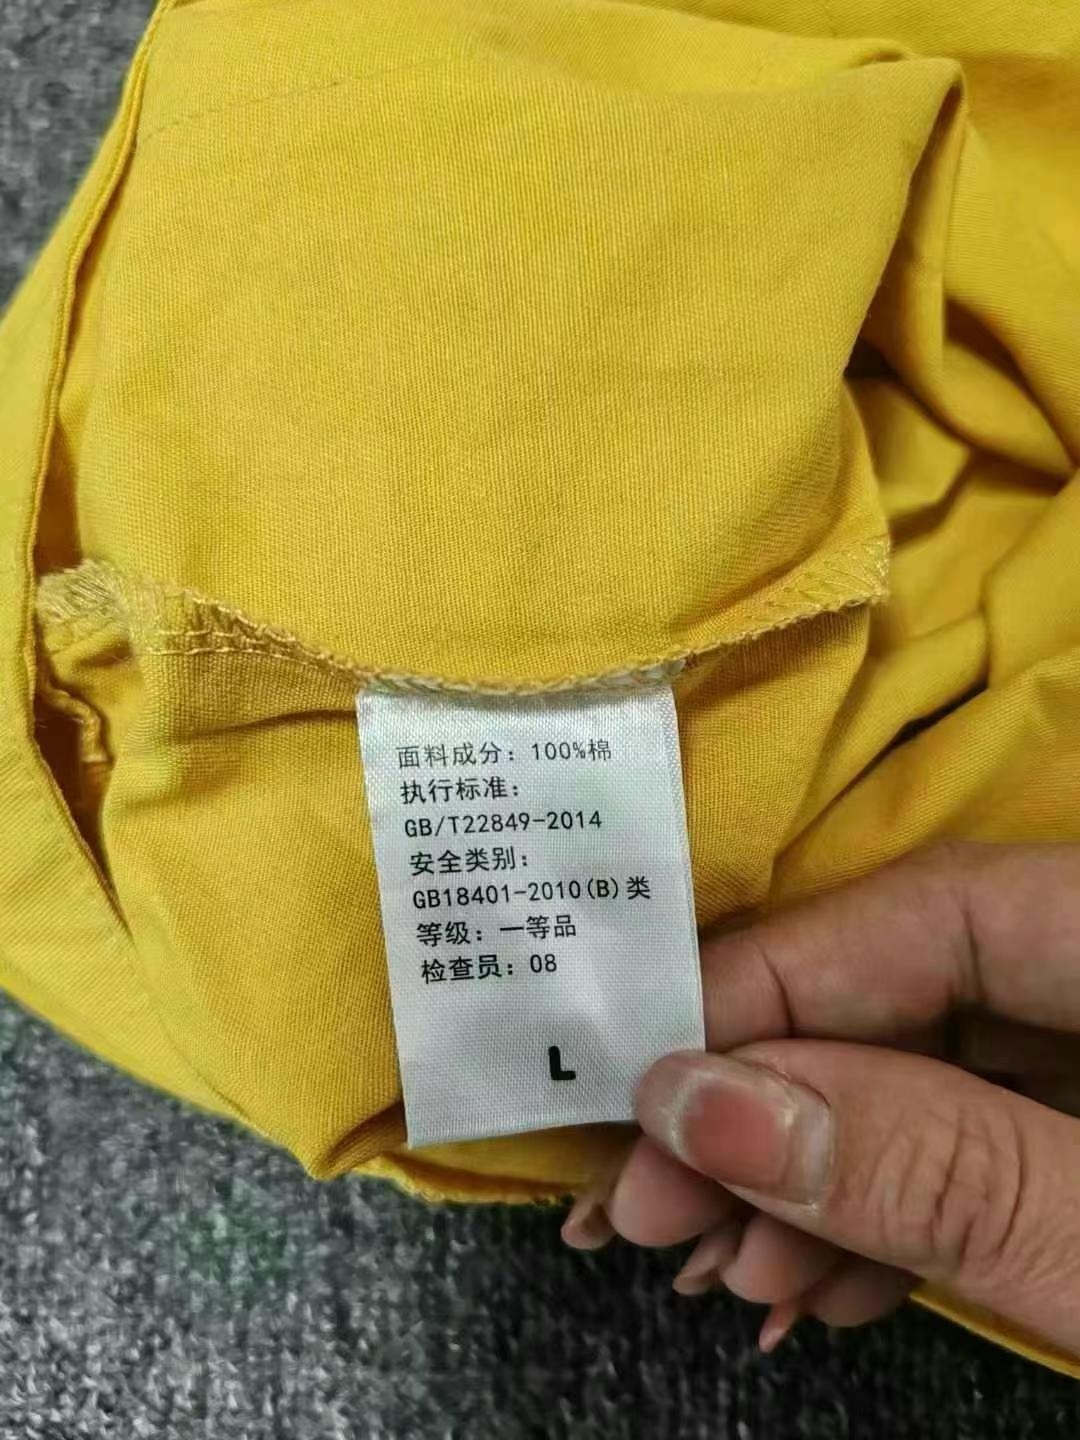 面料成分：100%棉
执行标准：
GB/T22849-2014
安全类别：
GB18401-2010(B)类
等级：一等品
检查员：08
L